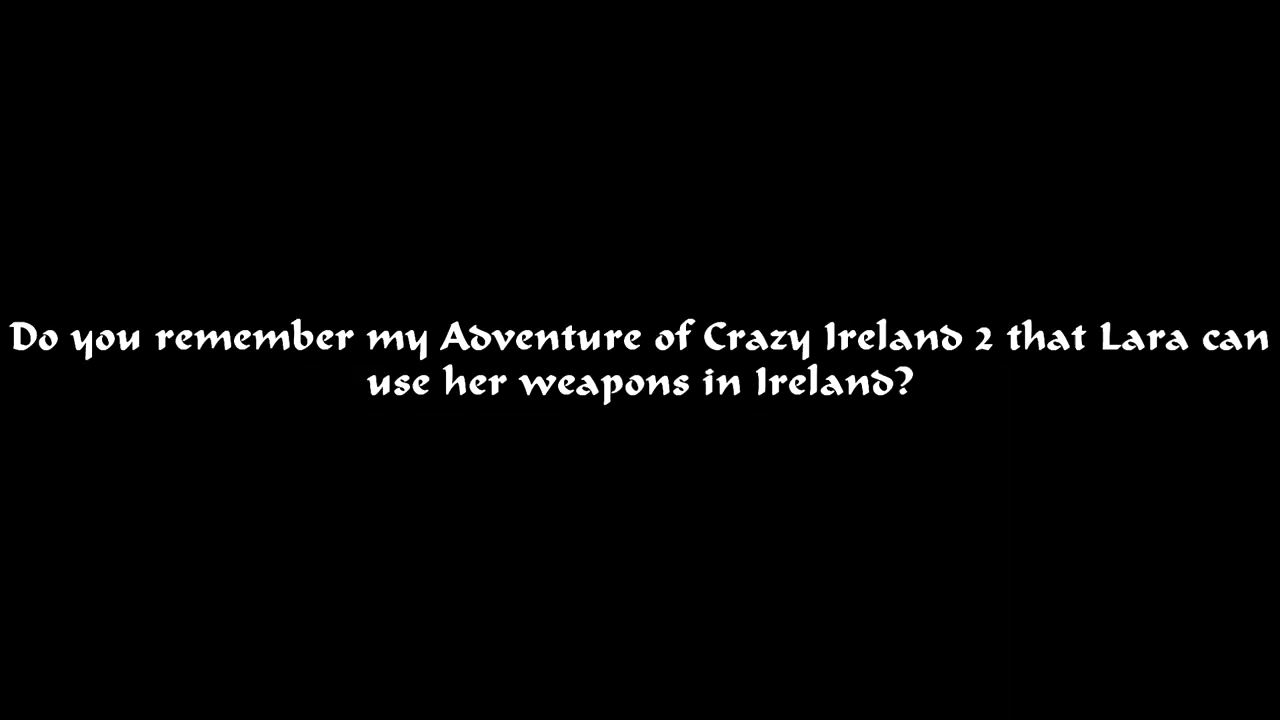 Do you remember my Adventure of Crazy Ireland 2 that Lara can
use her weapons in Ireland?